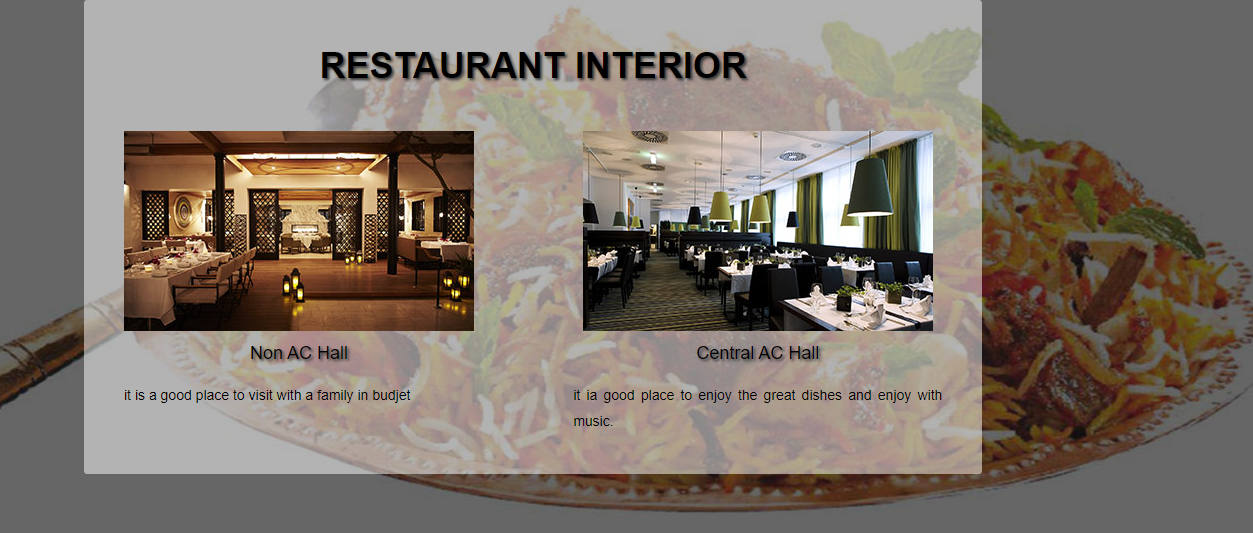 RESTAURANT INTERIOR
Non AC Hall
it is a good place to visit with a family in budjet
Central AC Hall
it ia good place to enjoy the great dishes and enjoy with
music.